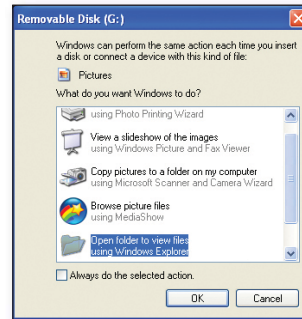 Removable Disk (G:)
Windows can perform the same action each time you insert
a disk or connect a device with this kind of file:
Pictures
What do you want Windows to do?
using Photo Printing Wizard
View a slideshow of the images
using Windows Picture and Fax Viewer
Copy pictures to a folder on my computer
using Microsoft Scanner and Camera Wizard
Browse picture files
using MediaShow
Open folder to view files
using Windows Explorer
Always do the selected action.
OK
Cancel